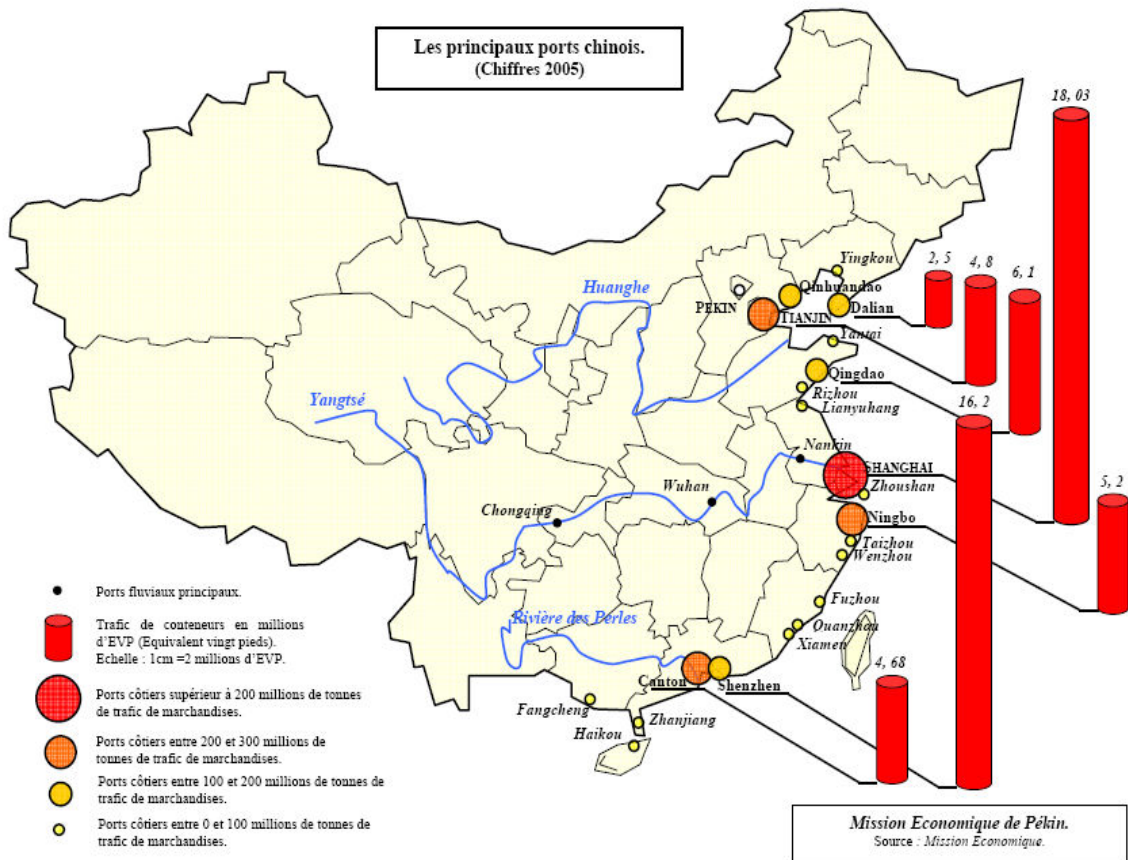 Les principaux ports chinois.
(Chiffres 2005)
18, 03
2, 5
4, 8
6, 1
Yingkou
Huanghe
Qinhuandao
PEKIN
TIANJIN
Dalian
Yantai
Qingdao
Rizhou
Lianyuhang
Yangtsé
16, 2
Nankin
SHANGHAI
Zhoushan
5, 2
Wuhan
Chongqing
Ningbo
Taizhou
Wenzhou
Fuzhou
Quanzhou
Xiamen
Rivière des Perles
4, 68
Canton
Shenzhen
Fangcheng
Zhanjiang
Haikou
Ports fluviaux principaux.
Trafic de conteneurs en millions
d'EVP (Equivalent vingt pieds).
Echelle : 1cm =2 millions d'EVP.
Ports côtiers supérieur à 200 millions de tonnes
de trafic de marchandises.
Ports côtiers entre 200 et 300 millions de
tonnes de trafic de marchandises.
Ports côtiers entre 100 et 200 millions de tonnes de
trafic de marchandises.
Ports côtiers entre 0 et 100 millions de tonnes de
trafic de marchandises.
Mission Economique de Pékin.
Source : Mission Economique.